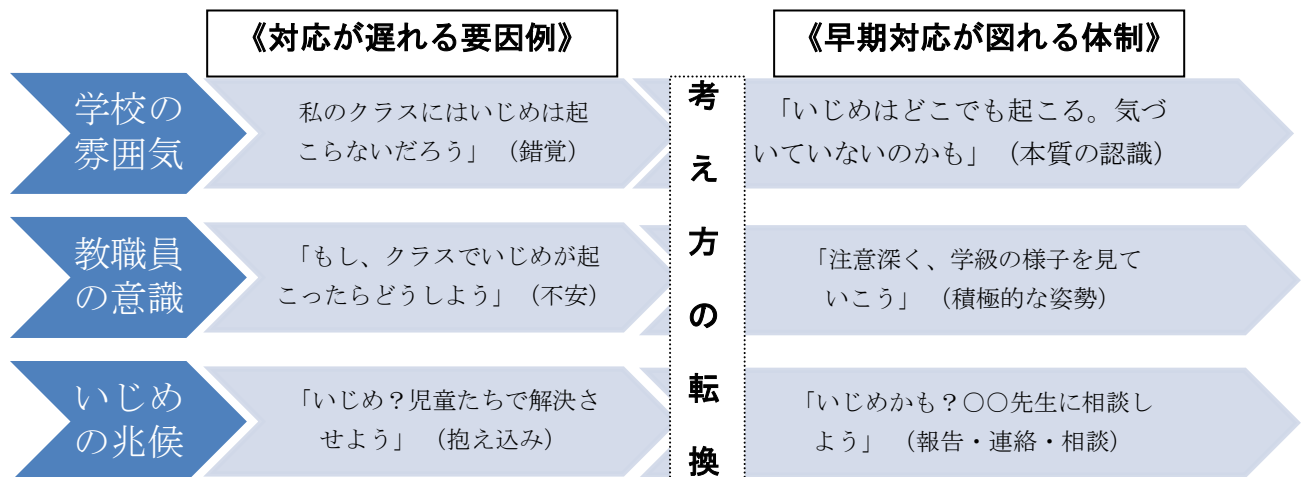 《対応が遅れる要因例》
《早期対応が図れる体制》
学校の
雰囲気
私のクラスにはいじめは起
こらないだろう」（錯覚）
「いじめはどこでも起こる。気づ
いていないのかも」（本質の認識）
教職員
の意識
「もし、クラスでいじめが起
こったらどうしよう」（不安）
「注意深く、学級の様子を見て
いこう」（積極的な姿勢）
いじめ
の兆候
「いじめ？児童たちで解決さ
せよう」（抱え込み）
「いじめかも？○○先生に相談し
よう」（報告・連絡・相談）
考え方の転換